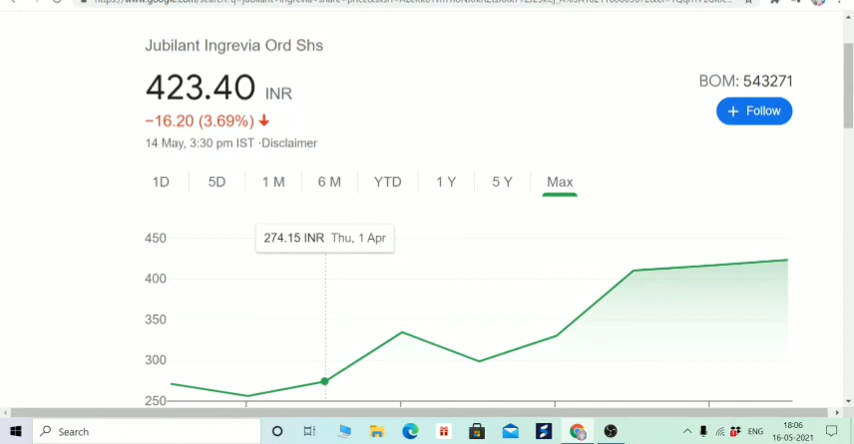 Jubilant Ingrevia Ord Shs
423.40 INR
BOM: 543271
−16.20 (3.69%) ↓
+ Follow
14 May, 3:30 pm IST ·Disclaimer
1D 5D 1 M 6 M YTD 1 Y 5 Y Max
274.15 INR Thu, 1 Apr
450
400
350
300
250
Search
ENG
18:06
16-05-2021